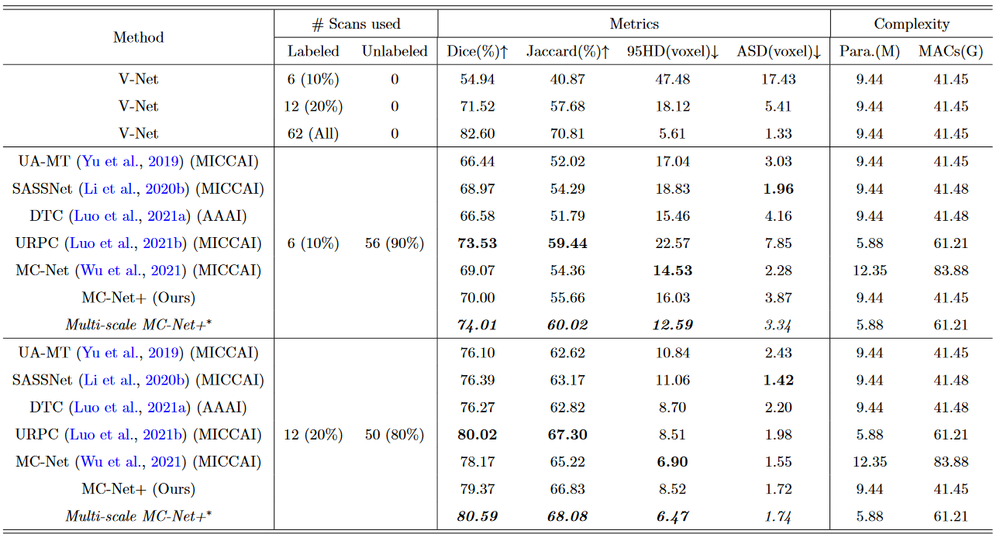 Method # Scans used Metrics Complexity
Labeled Unlabeled Dice(%)↑ Jaccard(%)↑ 95HD(voxel)↓ ASD(voxel)↓ Para.(M) MACs(G)
V-Net 6 (10%) 0 54.94 40.87 47.48 17.43 9.44 41.45
V-Net 12 (20%) 0 71.52 57.68 18.12 5.41 9.44 41.45
V-Net 62 (All) 0 82.60 70.81 5.61 1.33 9.44 41.45
UA-MT (Yu et al., 2019) (MICCAI) 66.44 52.02 17.04 3.03 9.44 41.45
SASSNet (Li et al., 2020b) (MICCAI) 68.97 54.29 18.83 1.96 9.44 41.48
DTC (Luo et al., 2021a) (AAAI) 66.58 51.79 15.46 4.16 9.44 41.48
URPC (Luo et al., 2021b) (MICCAI) 6 (10%) 56 (90%) 73.53 59.44 22.57 7.85 5.88 61.21
MC-Net (Wu et al., 2021) (MICCAI) 69.07 54.36 14.53 2.28 12.35 83.88
MC-Net+ (Ours) 70.00 55.66 16.03 3.87 9.44 41.45
Multi-scale MC-Net+* 74.01 60.02 12.59 3.34 5.88 61.21
UA-MT (Yu et al., 2019) (MICCAI) 76.10 62.62 10.84 2.43 9.44 41.45
SASSNet (Li et al., 2020b) (MICCAI) 76.39 63.17 11.06 1.42 9.44 41.48
DTC (Luo et al., 2021a) (AAAI) 76.27 62.82 8.70 2.20 9.44 41.48
URPC (Luo et al., 2021b) (MICCAI) 12 (20%) 50 (80%) 80.02 67.30 8.51 1.98 5.88 61.21
MC-Net (Wu et al., 2021) (MICCAI) 78.17 65.22 6.90 1.55 12.35 83.88
MC-Net+ (Ours) 79.37 66.83 8.52 1.72 9.44 41.45
Multi-scale MC-Net+* 80.59 68.08 6.47 1.74 5.88 61.21